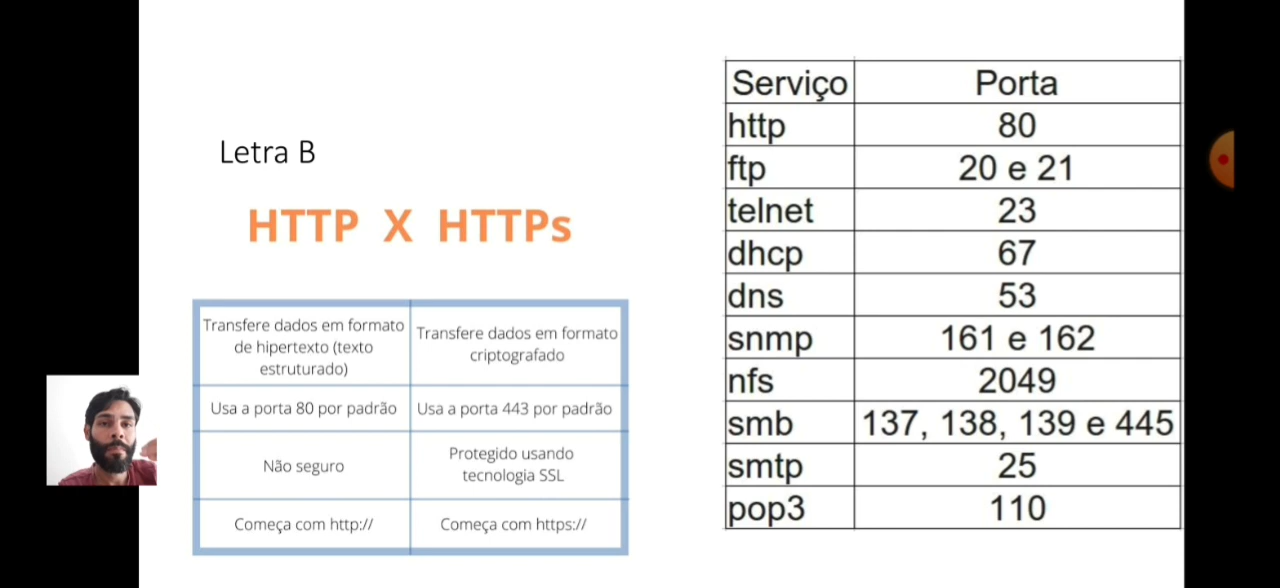 Letra B
HTTP X HTTPs
Transfere dados em formato
de hipertexto (texto
estruturado)
Transfere dados em formato
criptografado
Usa a porta 80 por padrão
Usa a porta 443 por padrão
Não seguro
Protegido usando
tecnologia SSL
Começa com http://
Começa com https://
Serviço Porta
http 80
ftp 20 e 21
telnet 23
dhcp 67
dns 53
snmp 161 e 162
nfs 2049
smb 137, 138, 139 e 445
smtp 25
pop3 110